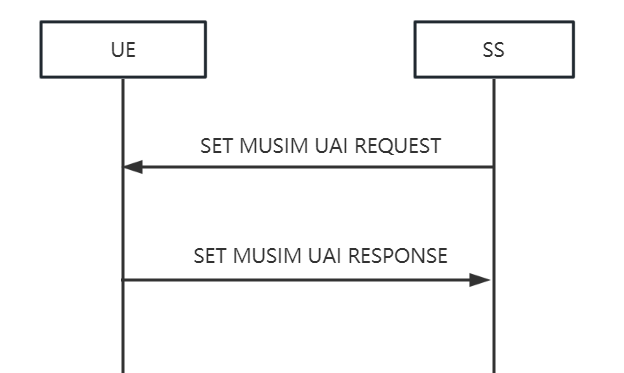 UE
SS
SET MUSIM UAI REQUEST
SET MUSIM UAI RESPONSE